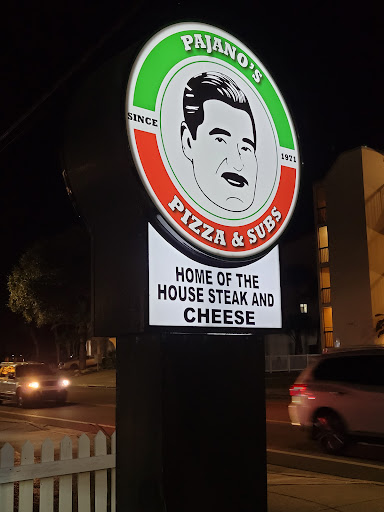 PAJANO'S
SINCE 1971
PIZZA & SUBS
HOME OF THE
HOUSE STEAK AND
CHEESE